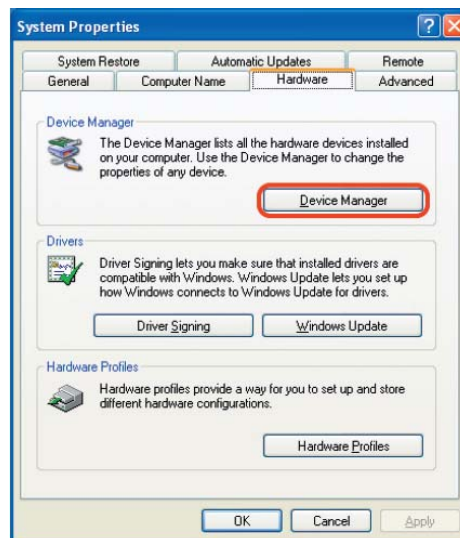 System Properties
System Restore Automatic Updates Remote
General Computer Name Hardware Advanced
Device Manager
The Device Manager lists all the hardware devices installed
on your computer. Use the Device Manager to change the
properties of any device.
Device Manager
Drivers
Driver Signing lets you make sure that installed drivers are
compatible with Windows. Windows Update lets you set up
how Windows connects to Windows Update for drivers.
Driver Signing Windows Update
Hardware Profiles
Hardware profiles provide a way for you to set up and store
different hardware configurations.
Hardware Profiles
OK Cancel Apply